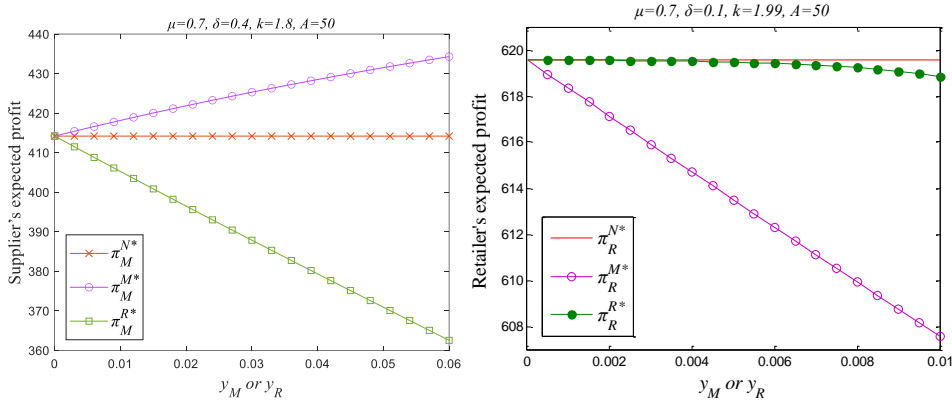 μ=0.7, δ=0.4, k=1.8, A=50
Supplier's expected profit
440
430
420
410
400
390
380
370
360
π_M^{N*}
π_M^{M*}
π_M^{R*}
0 0.01 0.02 0.03 0.04 0.05 0.06
y_M or y_R
μ=0.7, δ=0.1, k=1.99, A=50
Retailer's expected profit
620
618
616
614
612
610
608
π_R^{N*}
π_R^{M*}
π_R^{R*}
0 0.002 0.004 0.006 0.008 0.01
y_M or y_R